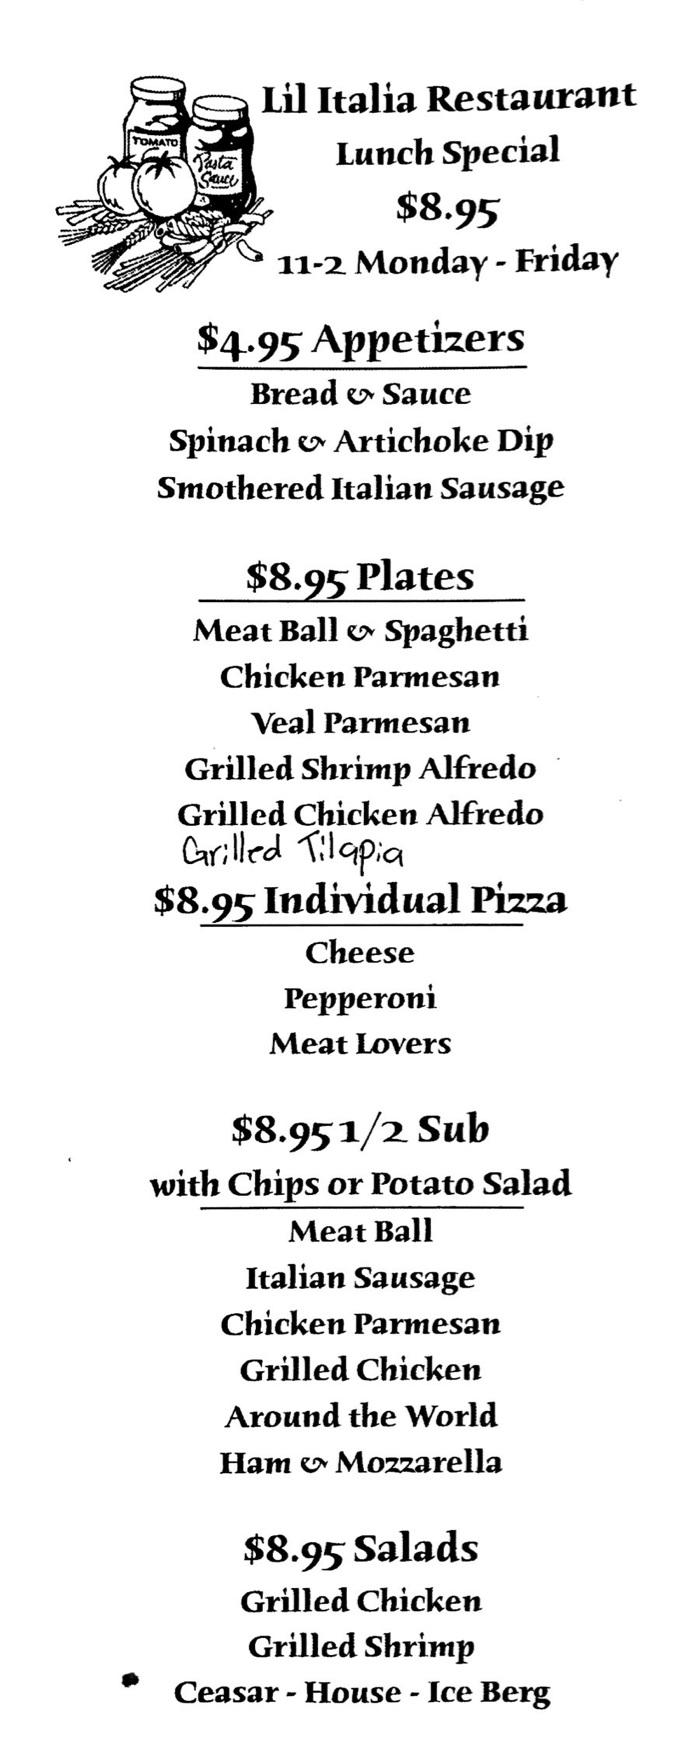 TOMATO
Pasta
Sauce
Lil Italia Restaurant
Lunch Special
$8.95
11-2 Monday - Friday
$4.95 Appetizers
Bread & Sauce
Spinach & Artichoke Dip
Smothered Italian Sausage
$8.95 Plates
Meat Ball & Spaghetti
Chicken Parmesan
Veal Parmesan
Grilled Shrimp Alfredo
Grilled Chicken Alfredo
Grilled Tilapia
$8.95 Individual Pizza
Cheese
Pepperoni
Meat Lovers
$8.95 1/2 Sub
with Chips or Potato Salad
Meat Ball
Italian Sausage
Chicken Parmesan
Grilled Chicken
Around the World
Ham & Mozzarella
$8.95 Salads
Grilled Chicken
Grilled Shrimp
Ceasar - House - Ice Berg